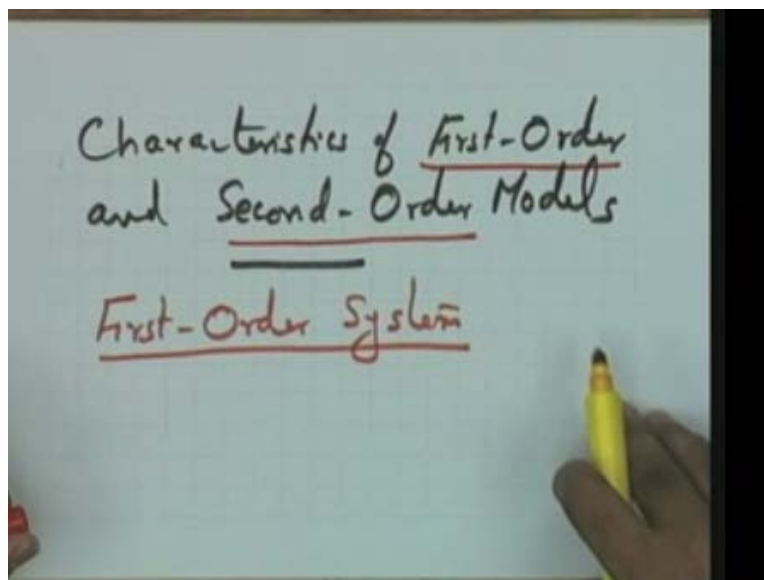 Characteristics of First-Order
and Second-Order Models
First-Order System